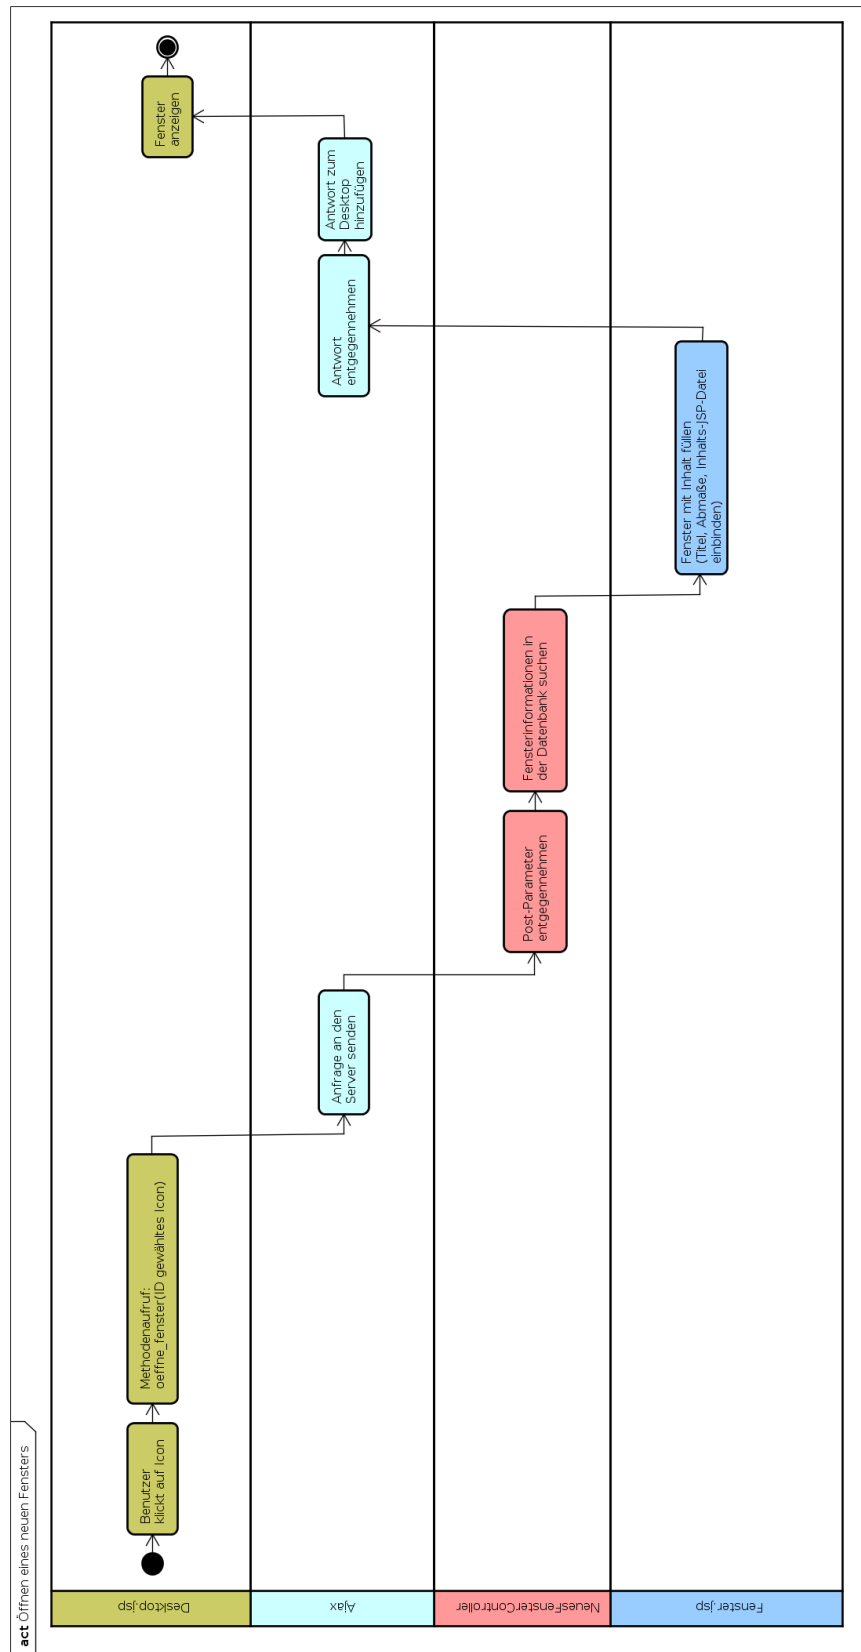 act Öffnen eines neuen Fensters
Desktop.jsp
Ajax
NeuesFensterController
Fenster.jsp
Benutzer
klickt auf Icon
Methodenaufruf:
oeffne_fenster(ID gewähltes Icon)
Anfrage an den
Server senden
Post-Parameter
entgegennehmen
Fensterinformationen in
der Datenbank suchen
Fenster mit Inhalt füllen
(Titel, Abmaße, Inhalts-JSP-Datei
einbinden)
Antwort
entgegennehmen
Antwort zum
Desktop
hinzufügen
Fenster
anzeigen